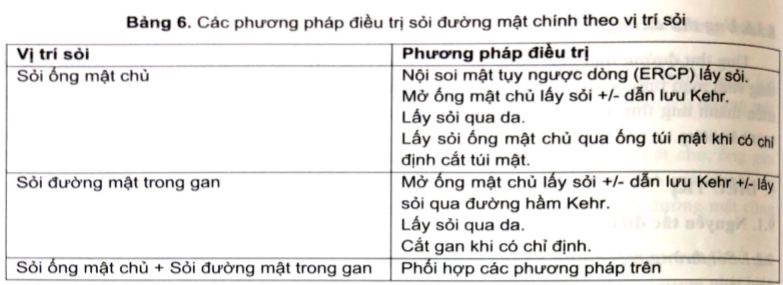 Bảng 6. Các phương pháp điều trị sỏi đường mật chính theo vị trí sỏi
Vị trí sỏi Phương pháp điều trị
Sỏi ống mật chủ Nội soi mật tụy ngược dòng (ERCP) lấy sỏi.
Mở ống mật chủ lấy sỏi +/- dẫn lưu Kehr.
Lấy sỏi qua da.
Lấy sỏi ống mật chủ qua ống túi mật khi có chỉ
định cắt túi mật.
Sỏi đường mật trong gan Mở ống mật chủ lấy sỏi +/- dẫn lưu Kehr +/- lấy
sỏi qua đường hầm Kehr.
Lấy sỏi qua da.
Cắt gan khi có chỉ định.
Sỏi ống mật chủ + Sỏi đường mật trong gan Phối hợp các phương pháp trên